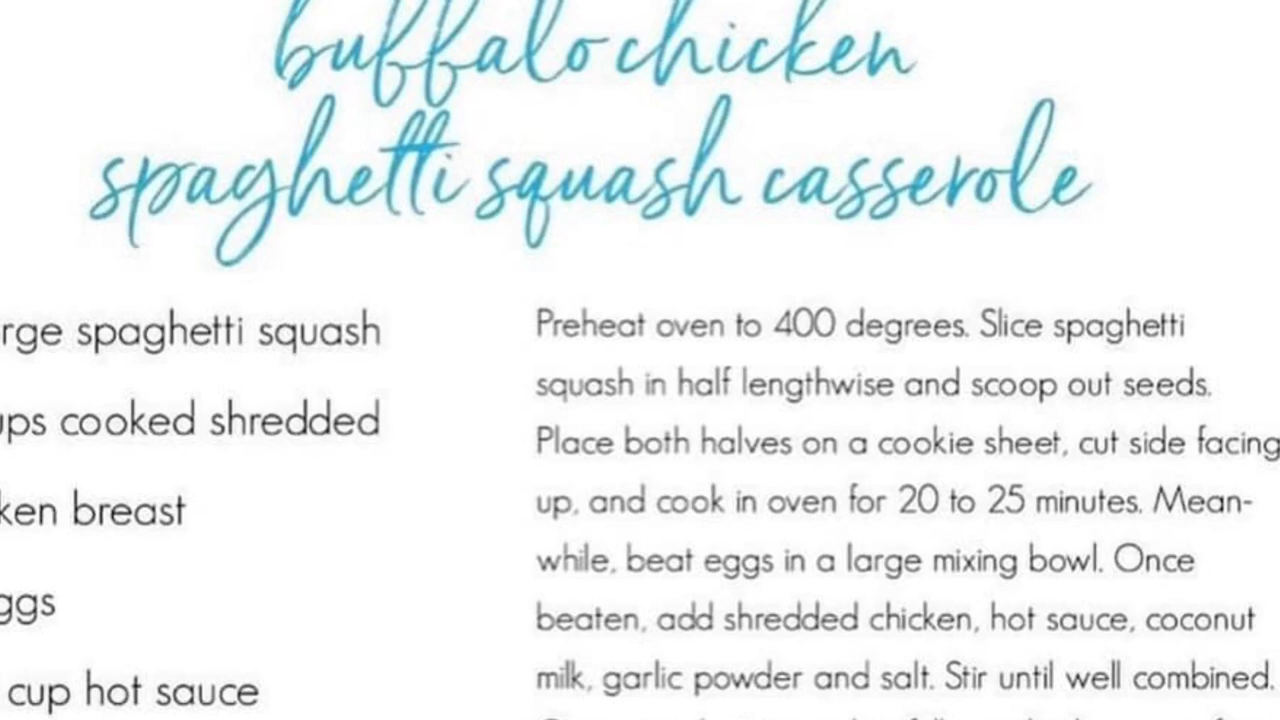 buffalo chicken
spaghetti squash casserole
rge spaghetti squash
ups cooked shredded
ken breast
ggs
cup hot sauce
Preheat oven to 400 degrees. Slice spaghetti
squash in half lengthwise and scoop out seeds.
Place both halves on a cookie sheet, cut side facing
up, and cook in oven for 20 to 25 minutes. Mean-
while, beat eggs in a large mixing bowl. Once
beaten, add shredded chicken, hot sauce, coconut
milk, garlic powder and salt. Stir until well combined.